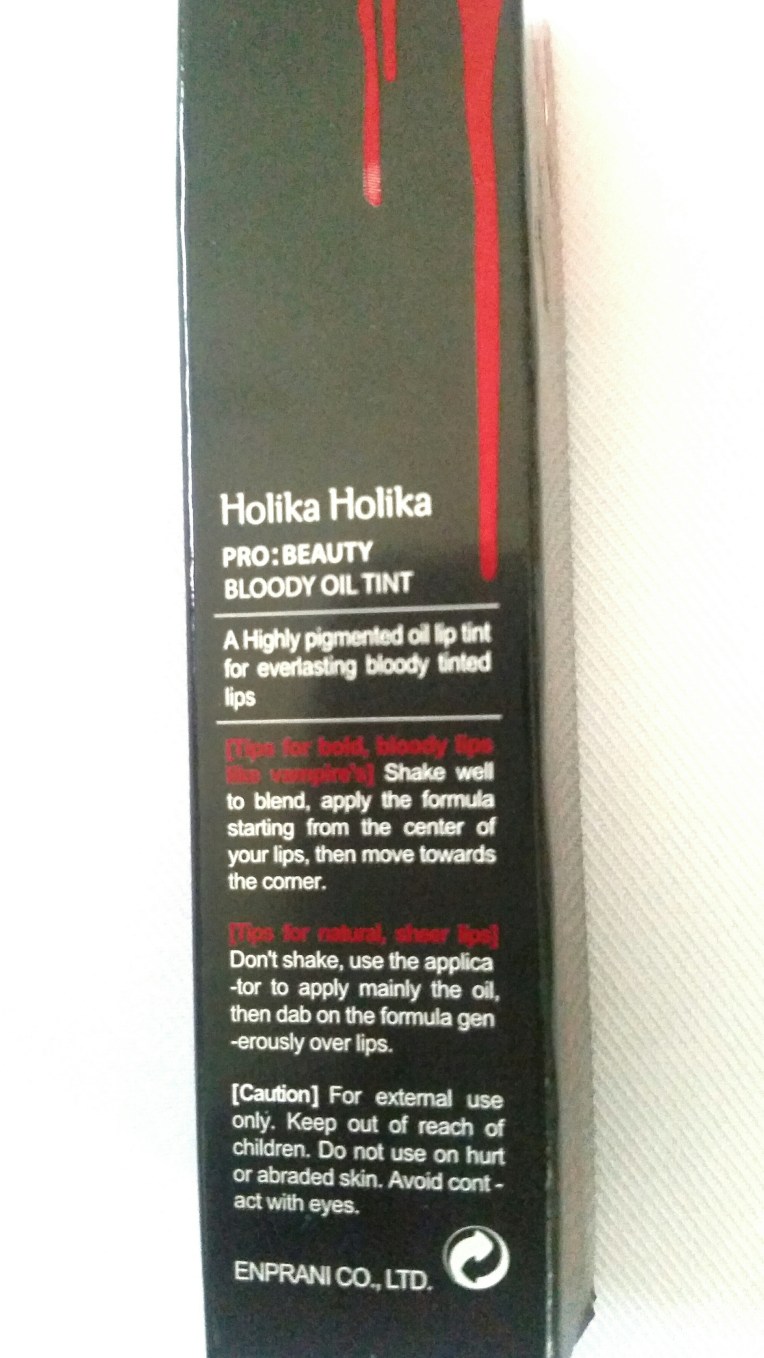 Holika Holika
PRO:BEAUTY
BLOODY OIL TINT
A Highly pigmented oil lip tint
for everlasting bloody tinted
lips
[Tips for bold, bloody lips
like vampire's] Shake well
to blend, apply the formula
starting from the center of
your lips, then move towards
the corner.
[Tips for natural, sheer lips]
Don't shake, use the applica
-tor to apply mainly the oil,
then dab on the formula gen
-erously over lips.
[Caution] For external use
only. Keep out of reach of
children. Do not use on hurt
or abraded skin. Avoid cont -
act with eyes.
ENPRANI CO., LTD.